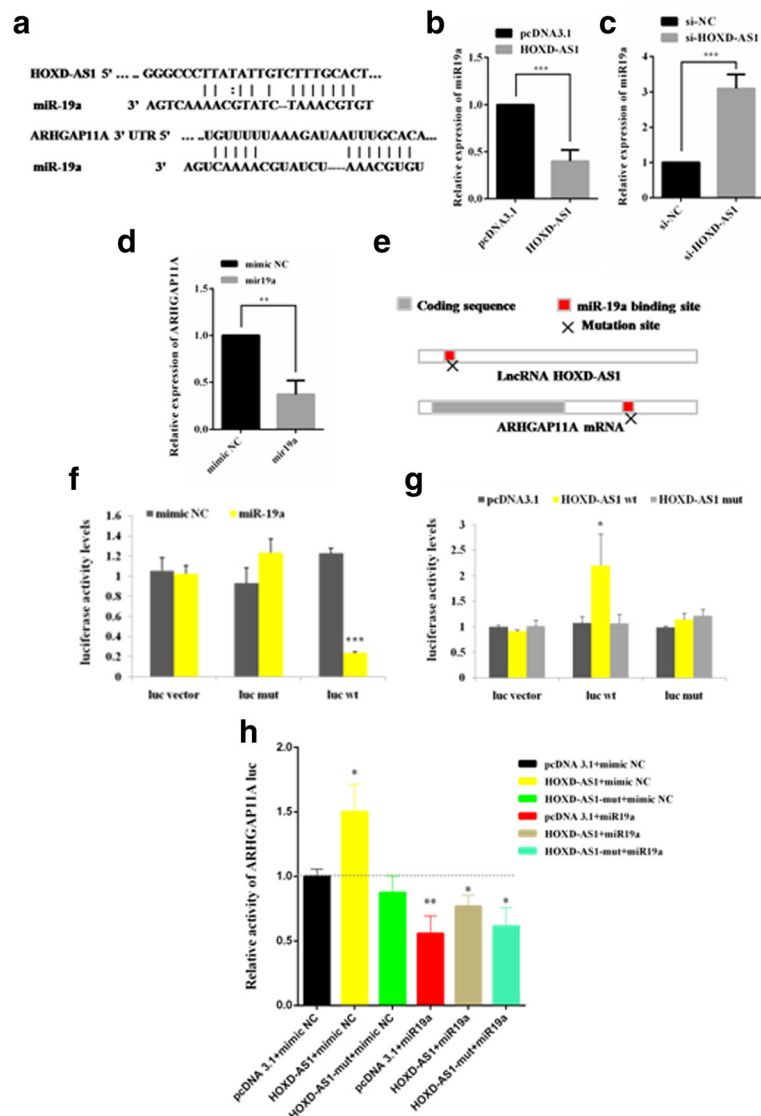 a
HOXD-AS1 5' ... .. GGGCCCTTATATTGTCTTTGCACT...
miR-19a 3' AGTCAAAACGTATC--TAAACGTGT
ARHGAP11A 3' UTR 5' ... ..UGUUUUUAAAGAUAAUUUGCACA...
miR-19a 3' AGUCAAAACGUAUCU----AAACGUGU
b
pcDNA3.1
HOXD-AS1
Relative expression of miR19a
1.5
1.0
0.5
0.0
***
pcDNA3.1
HOXD-AS1
c
si-NC
si-HOXD-AS1
Relative expression of miR19a
4
3
2
1
0
***
si-NC
si-HOXD-AS1
d
mimic NC
mir19a
Relative expression of ARHGAP11A
1.5
1.0
0.5
0.0
**
mimic NC
mir19a
e
Coding sequence
miR-19a binding site
Mutation site
LncRNA HOXD-AS1
ARHGAP11A mRNA
f
mimic NC
miR-19a
luciferase activity levels
1.4
1.2
1
0.8
0.6
0.4
0.2
0
***
luc vector
luc mut
luc wt
g
pcDNA3.1
HOXD-AS1 wt
HOXD-AS1 mut
luciferase activity levels
3
2.5
2
1.5
1
0.5
0
*
luc vector
luc wt
luc mut
h
Relative activity of ARHGAP11A luc
2.0
1.5
1.0
0.5
0.0
*
**
*
*
pcDNA 3.1+mimic NC
HOXD-AS1+mimic NC
HOXD-AS1-mut+mimic NC
pcDNA 3.1+miR19a
HOXD-AS1+miR19a
HOXD-AS1-mut+miR19a
pcDNA 3.1+mimic NC
HOXD-AS1+mimic NC
HOXD-AS1-mut+mimic NC
pcDNA 3.1+miR19a
HOXD-AS1+miR19a
HOXD-AS1-mut+miR19a